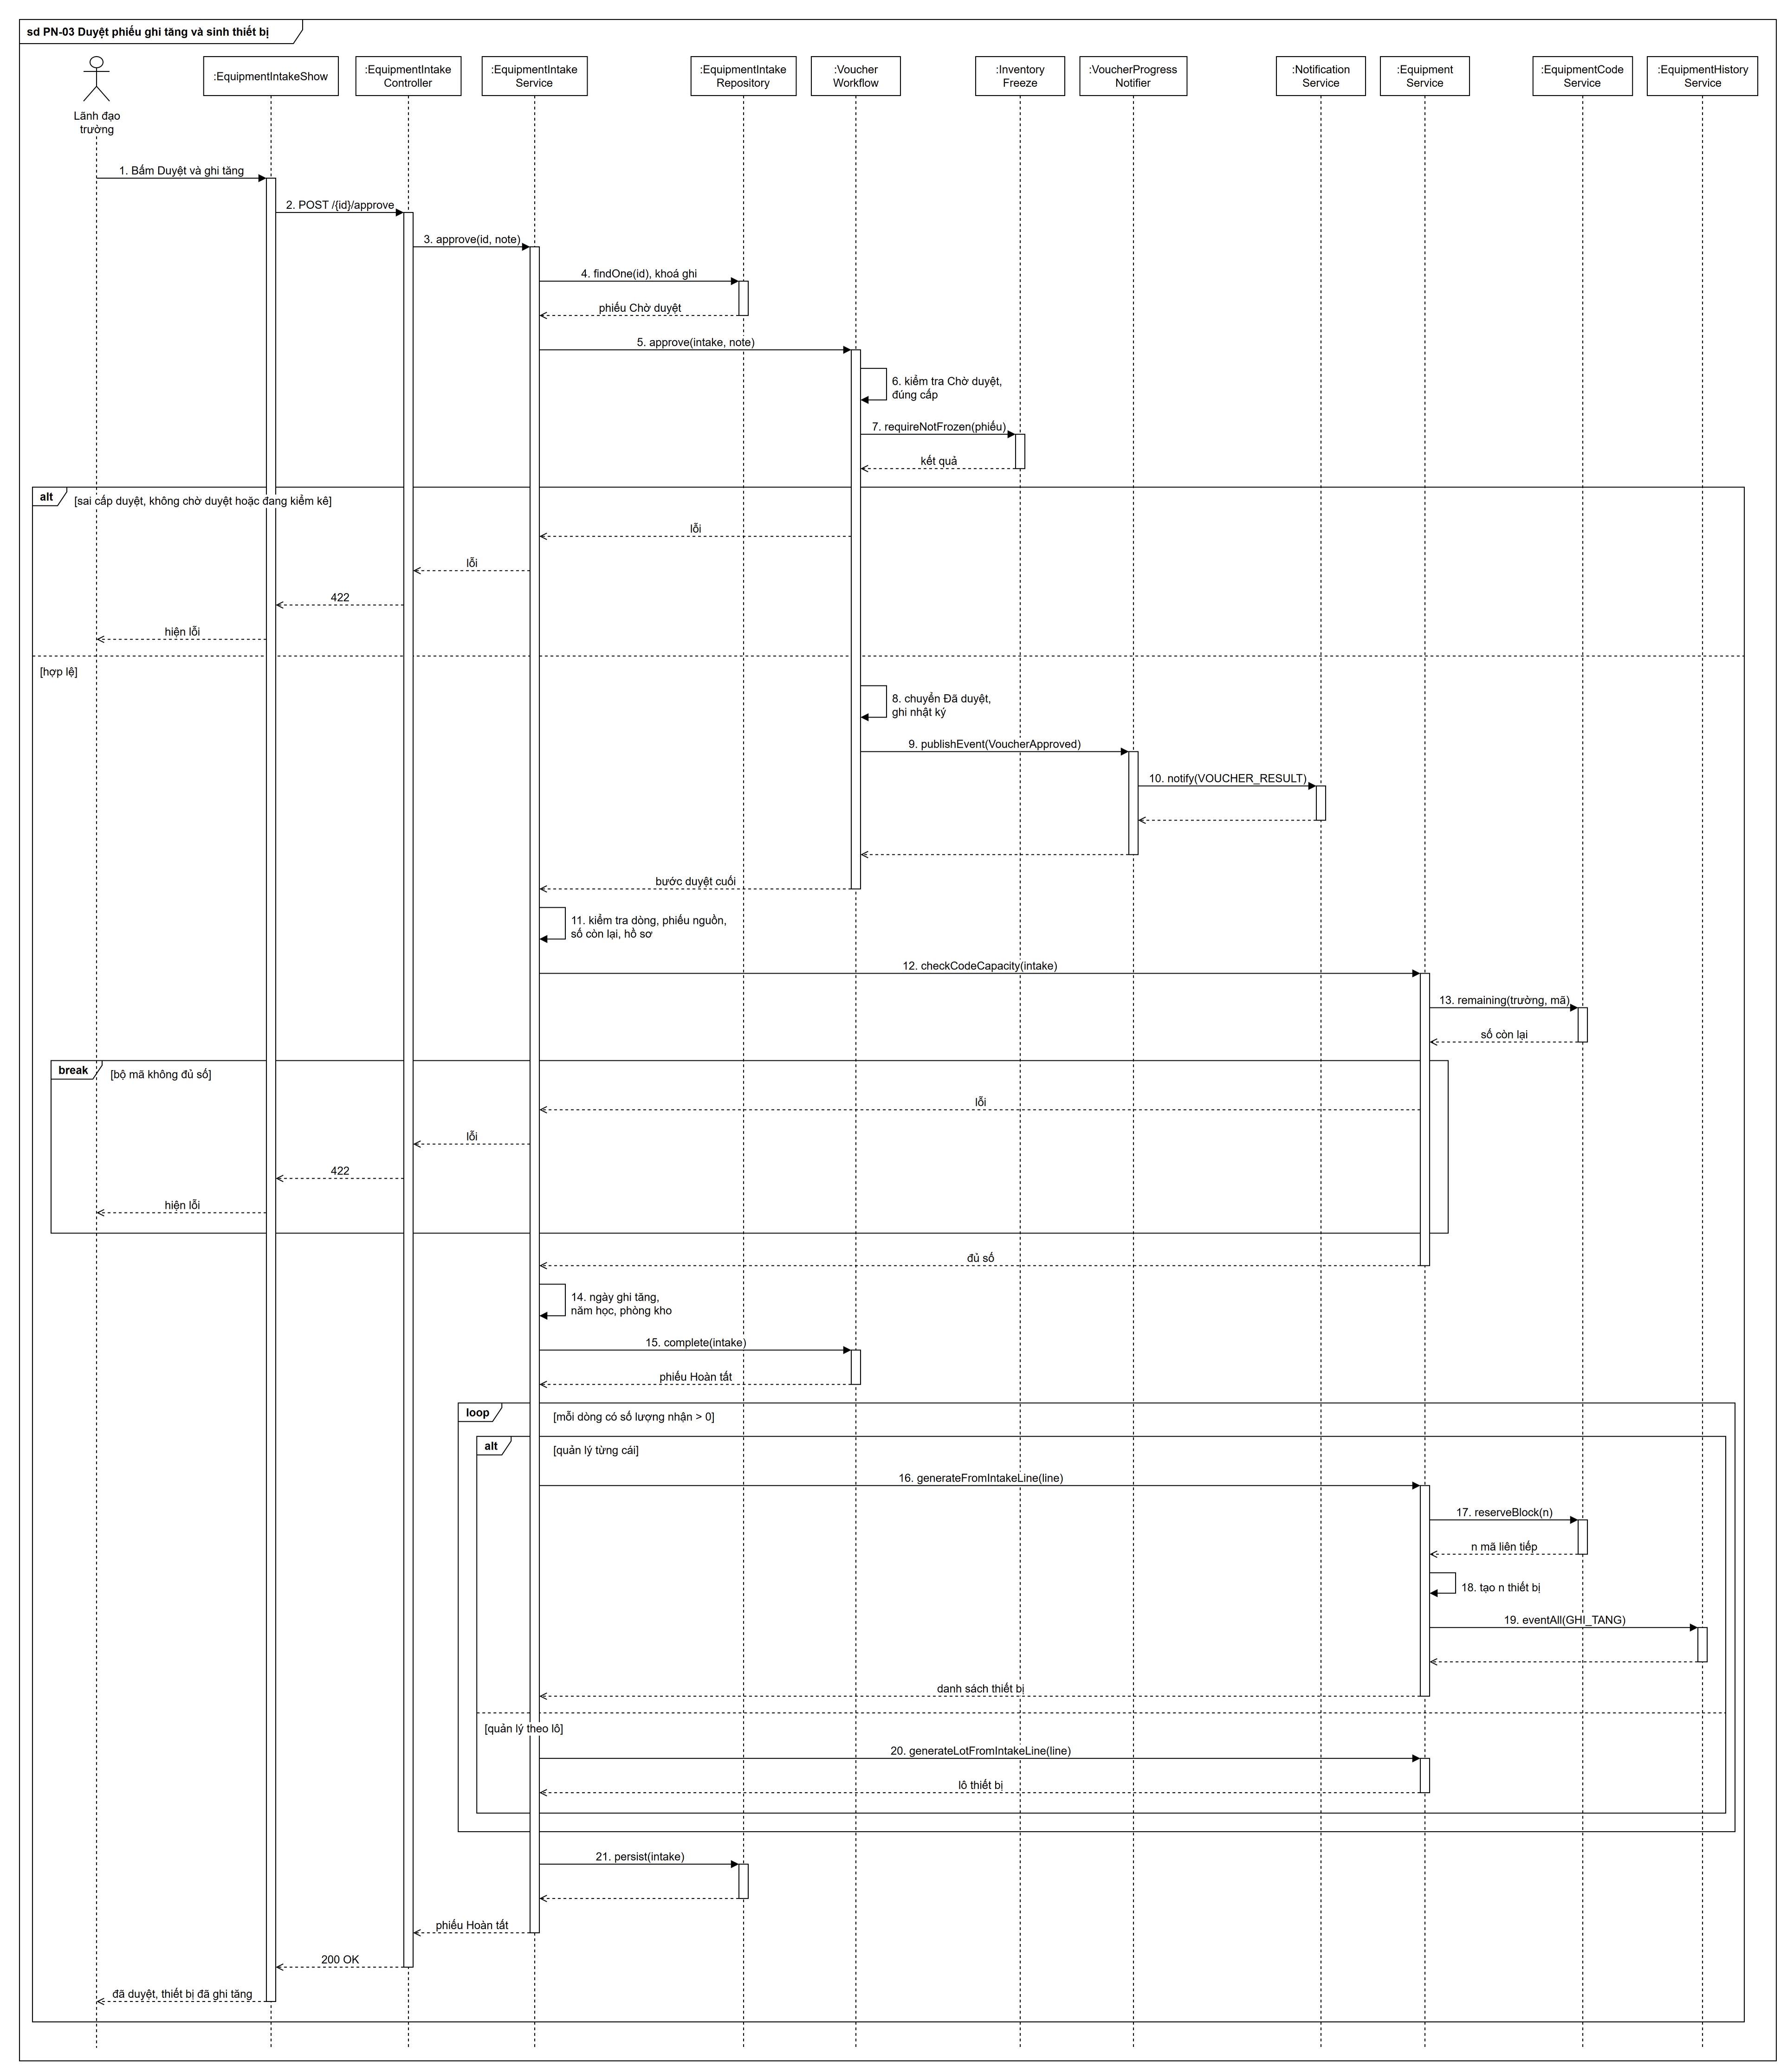 sd PN-03 Duyệt phiếu ghi tăng và sinh thiết bị
Lãnh đạo
trường
:EquipmentIntakeShow
:EquipmentIntake
Controller
:EquipmentIntake
Service
:EquipmentIntake
Repository
:Voucher
Workflow
:Inventory
Freeze
:VoucherProgress
Notifier
:Notification
Service
:Equipment
Service
:EquipmentCode
Service
:EquipmentHistory
Service
1. Bấm Duyệt và ghi tăng
2. POST /{id}/approve
3. approve(id, note)
4. findOne(id), khoá ghi
phiếu Chờ duyệt
5. approve(intake, note)
6. kiểm tra Chờ duyệt,
đúng cấp
7. requireNotFrozen(phiếu)
kết quả
alt
[sai cấp duyệt, không chờ duyệt hoặc đang kiểm kê]
lỗi
lỗi
422
hiện lỗi
[hợp lệ]
8. chuyển Đã duyệt,
ghi nhật ký
9. publishEvent(VoucherApproved)
10. notify(VOUCHER_RESULT)
bước duyệt cuối
11. kiểm tra dòng, phiếu nguồn,
số còn lại, hồ sơ
12. checkCodeCapacity(intake)
13. remaining(trường, mã)
số còn lại
break
[bộ mã không đủ số]
lỗi
lỗi
422
hiện lỗi
đủ số
14. ngày ghi tăng,
năm học, phòng kho
15. complete(intake)
phiếu Hoàn tất
loop
[mỗi dòng có số lượng nhận > 0]
alt
[quản lý từng cái]
16. generateFromIntakeLine(line)
17. reserveBlock(n)
n mã liên tiếp
18. tạo n thiết bị
19. eventAll(GHI_TANG)
danh sách thiết bị
[quản lý theo lô]
20. generateLotFromIntakeLine(line)
lô thiết bị
21. persist(intake)
phiếu Hoàn tất
200 OK
đã duyệt, thiết bị đã ghi tăng